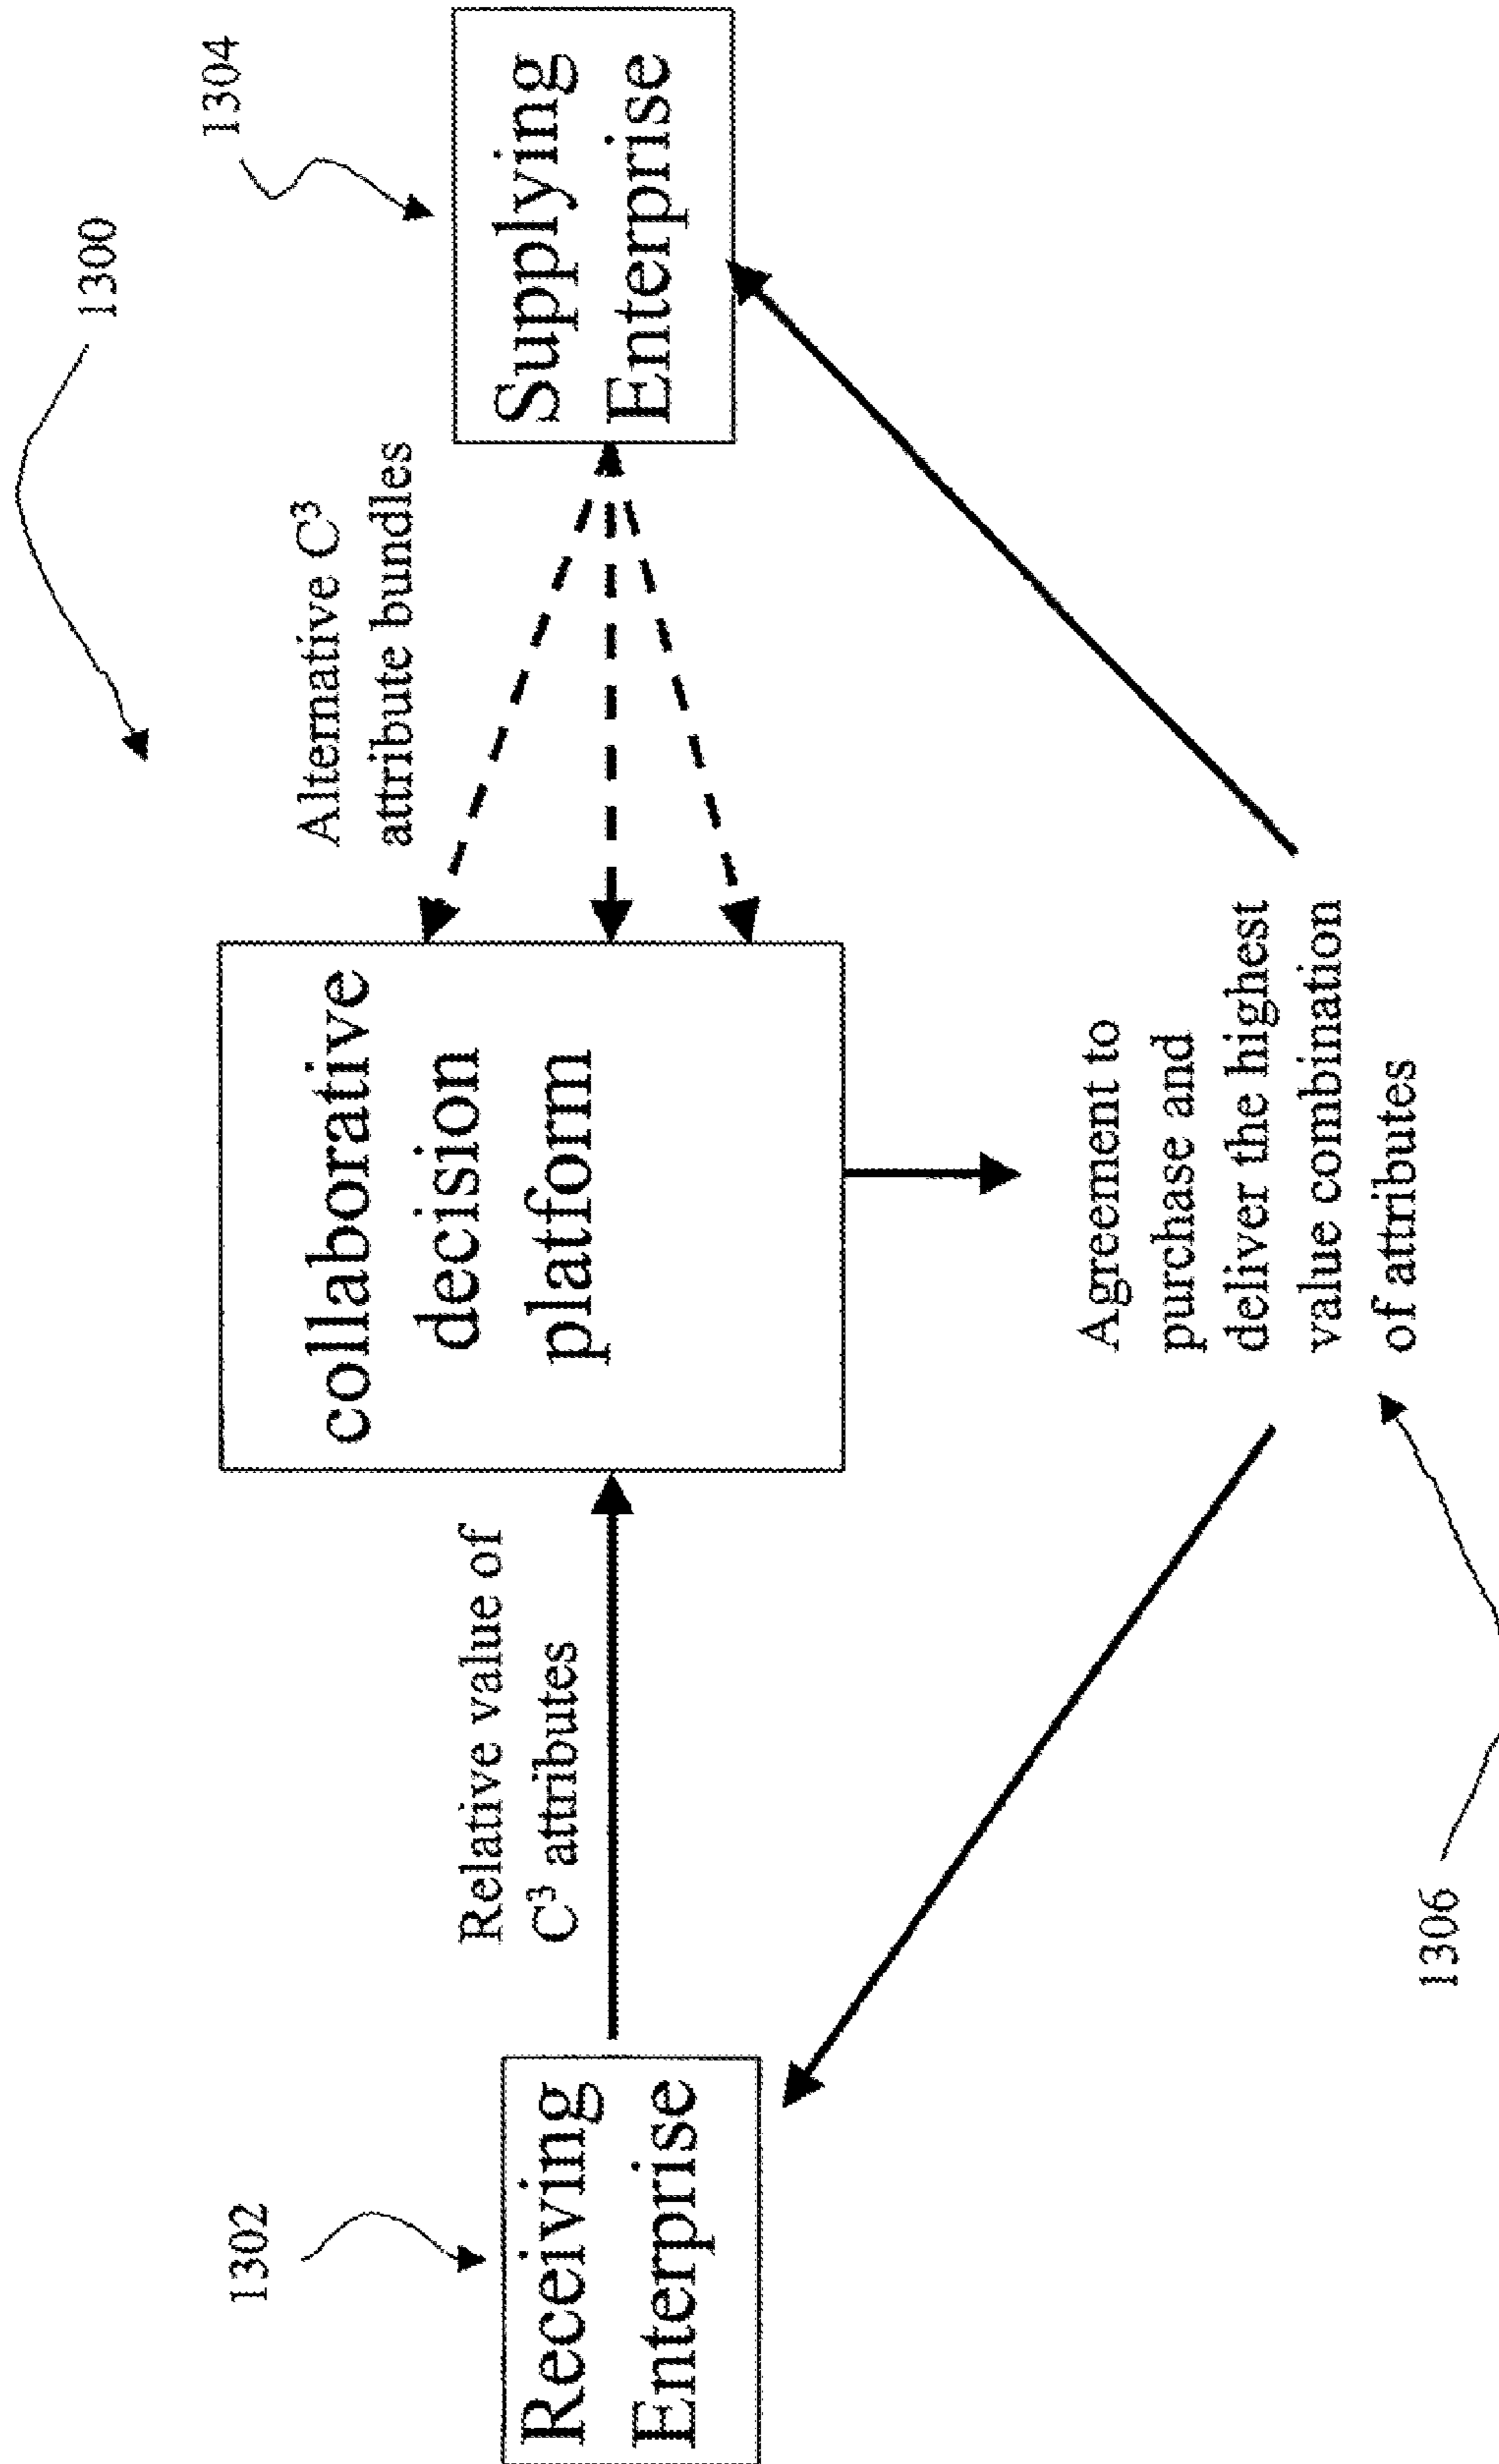 1300
1302
Receiving
Enterprise
Relative value of
C³ attributes
collaborative
decision
platform
Alternative C³
attribute bundles
1304
Supplying
Enterprise
Agreement to
purchase and
deliver the highest
value combination
of attributes
1306